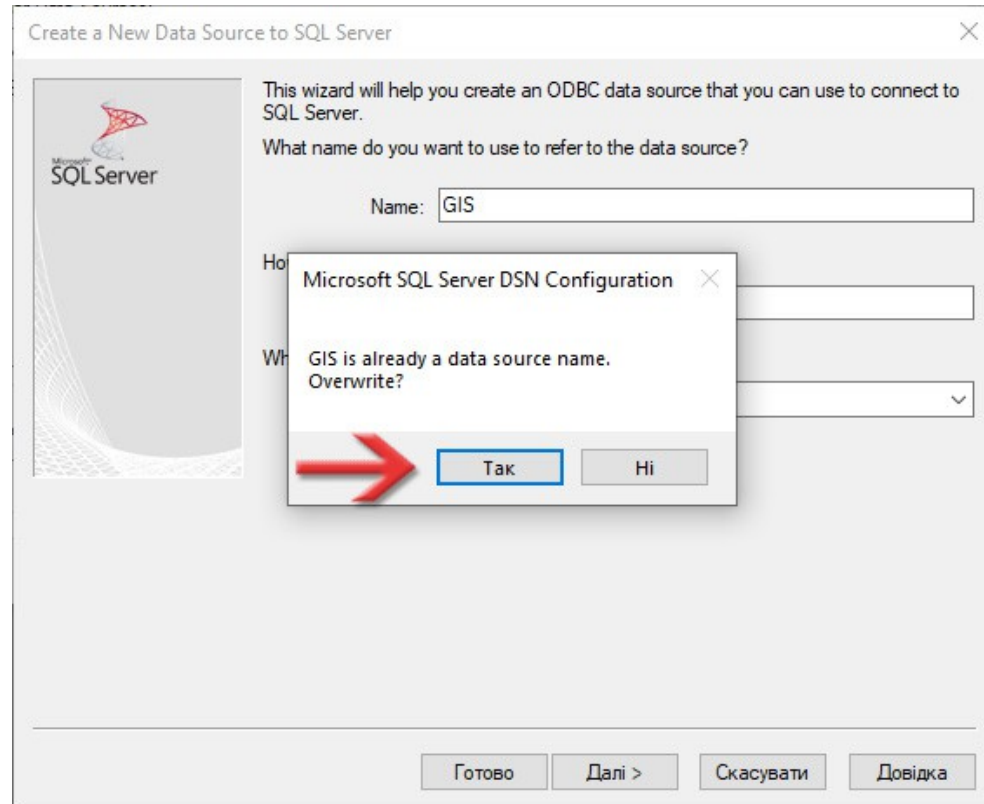 Create a New Data Source to SQL Server
This wizard will help you create an ODBC data source that you can use to connect to
SQL Server.
What name do you want to use to refer to the data source?
Microsoft
SQL Server
Name: GIS
Microsoft SQL Server DSN Configuration
GIS is already a data source name.
Overwrite?
Так Ні
Готово Далі > Скасувати Довідка